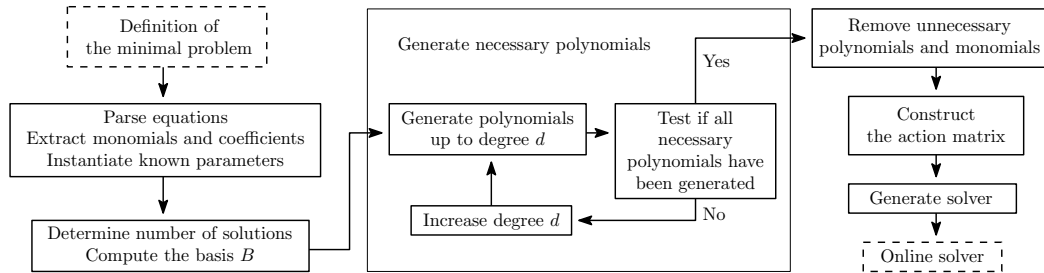 Definition of
the minimal problem
Parse equations
Extract monomials and coefficients
Instantiate known parameters
Determine number of solutions
Compute the basis B
Generate necessary polynomials
Generate polynomials
up to degree d
Test if all
necessary
polynomials have
been generated
Increase degree d
Yes
No
Remove unnecessary
polynomials and monomials
Construct
the action matrix
Generate solver
Online solver